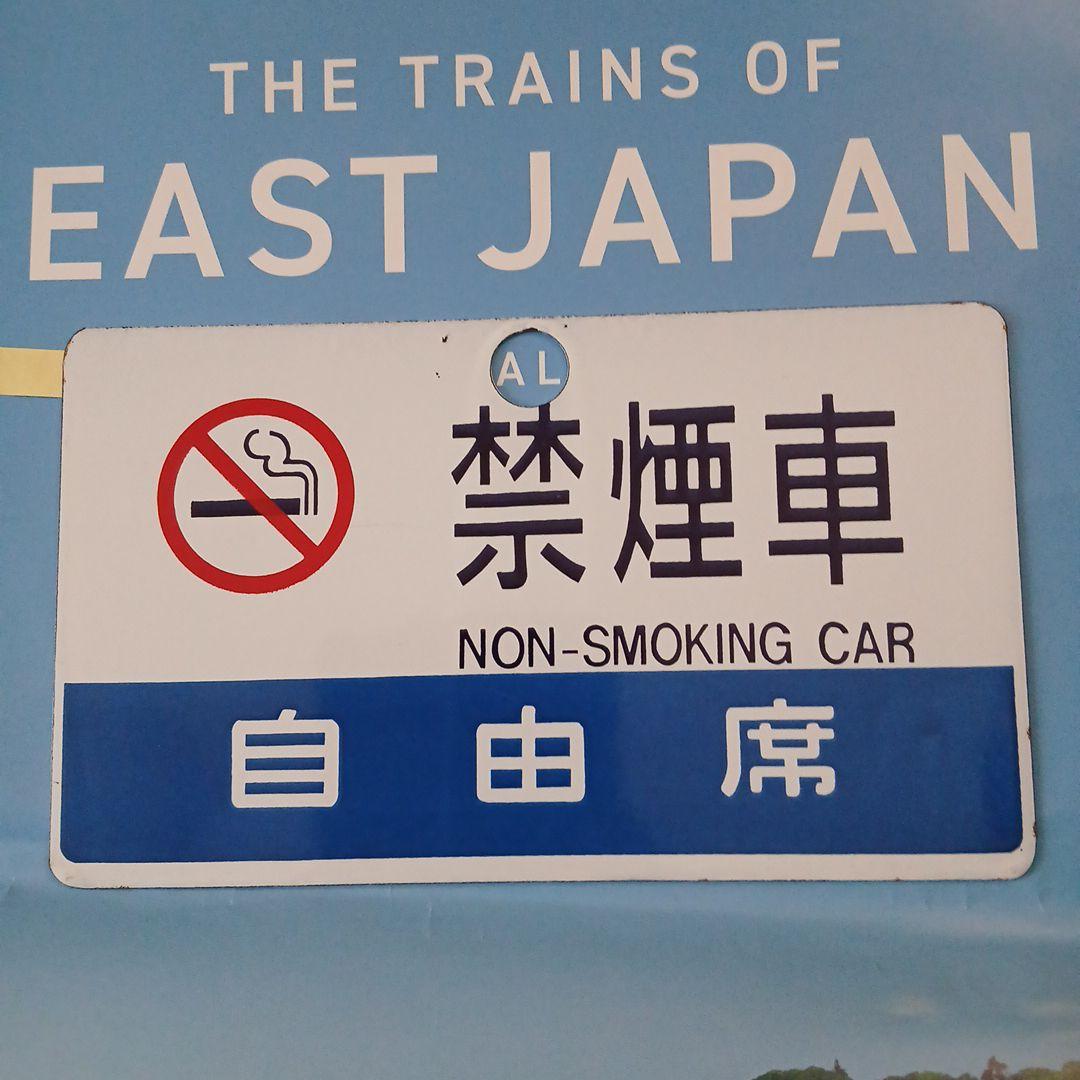 THE TRAINS OF
EAST JAPAN
AL
禁煙車
NON-SMOKING CAR
自由席